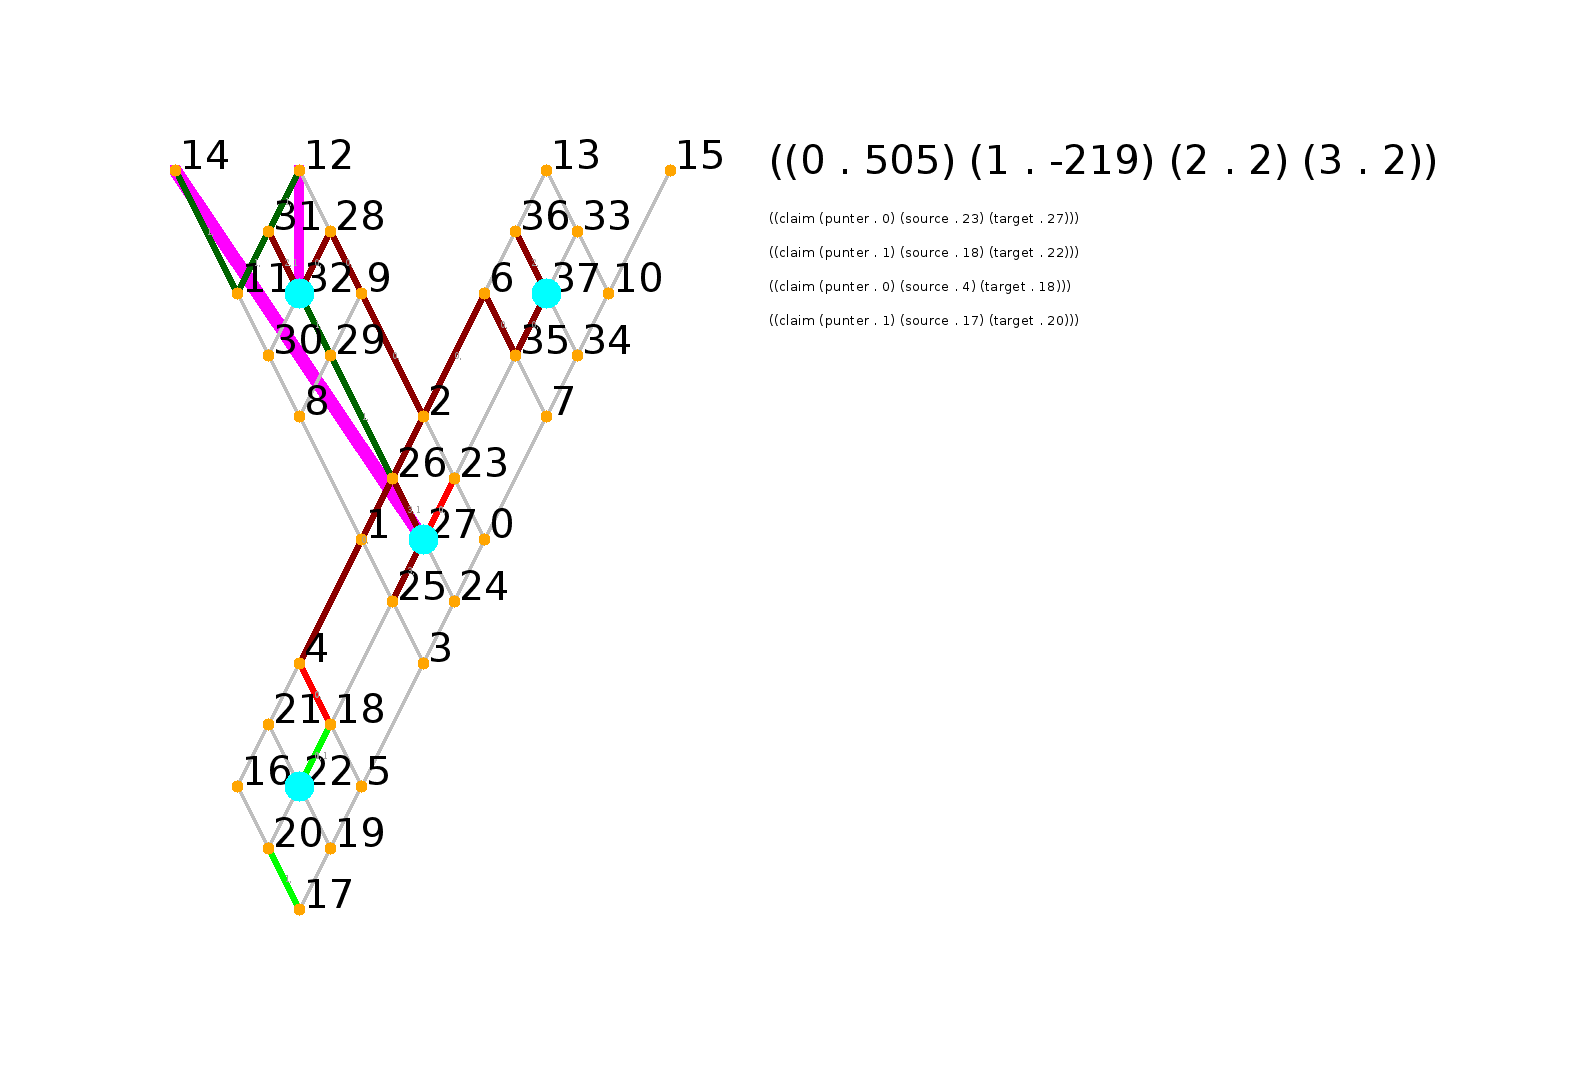 14 12 13 15
((0 . 505) (1 . -219) (2 . 2) (3 . 2))
31 28 36 33
((claim (punter . 0) (source . 23) (target . 27)))
((claim (punter . 1) (source . 18) (target . 22)))
11 32 9 6 37 10
((claim (punter . 0) (source . 4) (target . 18)))
((claim (punter . 1) (source . 17) (target . 20)))
30 29 35 34
8 2 7
26 23
1 27 0
25 24
4 3
21 18
16 22 5
20 19
17